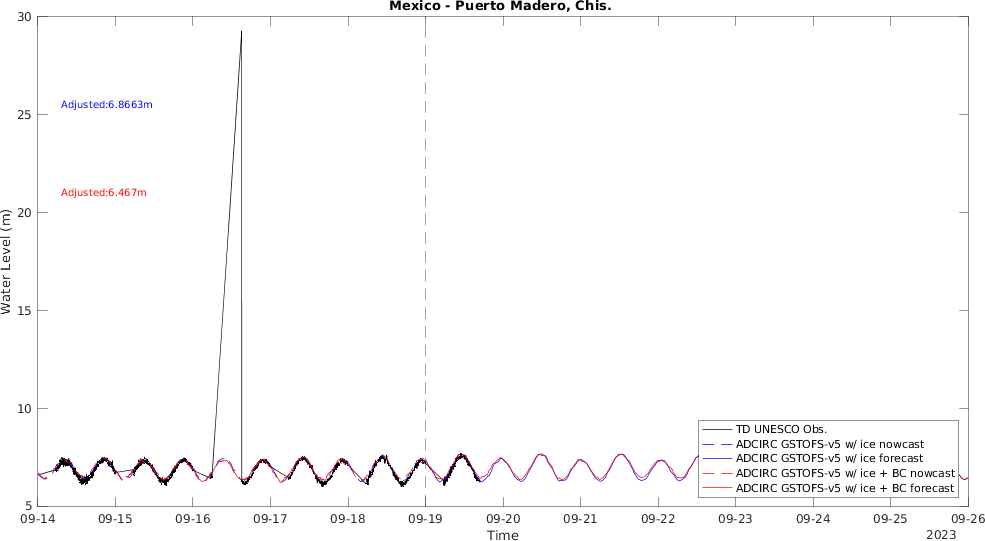 Mexico - Puerto Madero, Chis.
30
25
20
15
10
5
Water Level (m)
Adjusted:6.8663m
Adjusted:6.467m
TD UNESCO Obs.
ADCIRC GSTOFS-v5 w/ ice nowcast
ADCIRC GSTOFS-v5 w/ ice forecast
ADCIRC GSTOFS-v5 w/ ice + BC nowcast
ADCIRC GSTOFS-v5 w/ ice + BC forecast
09-14 09-15 09-16 09-17 09-18 09-19 09-20 09-21 09-22 09-23 09-24 09-25 09-26
Time
2023